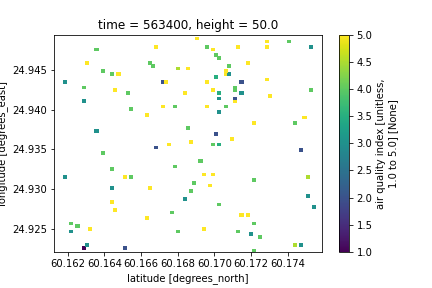 time = 563400, height = 50.0
longitude [degrees_east]
24.945
24.940
24.935
24.930
24.925
60.162 60.164 60.166 60.168 60.170 60.172 60.174
latitude [degrees_north]
5.0
4.5
4.0
3.5
3.0
2.5
2.0
1.5
1.0
air quality index [unitless,
1.0 to 5.0] [None]